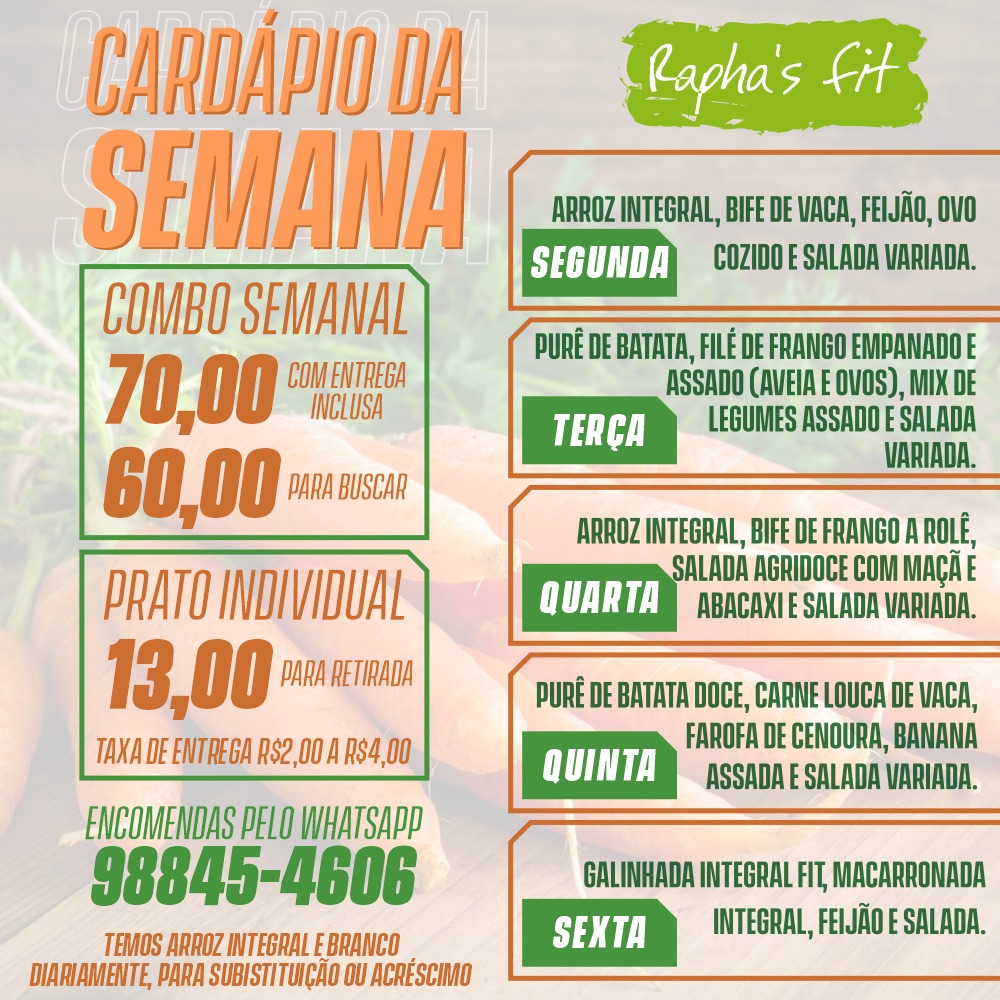 CARDÁPIO DA
SEMANA
COMBO SEMANAL
70,00 COM ENTREGA
INCLUSA
60,00 PARA BUSCAR
PRATO INDIVIDUAL
13,00 PARA RETIRADA
TAXA DE ENTREGA R$2,00 A R$4,00
ENCOMENDAS PELO WHATSAPP
98845-4606
TEMOS ARROZ INTEGRAL E BRANCO
DIARIAMENTE, PARA SUBISTITUIÇÃO OU ACRÉSCIMO
Rapha's fit
SEGUNDA
ARROZ INTEGRAL, BIFE DE VACA, FEIJÃO, OVO
COZIDO E SALADA VARIADA.
TERÇA
PURÊ DE BATATA, FILÉ DE FRANGO EMPANADO E
ASSADO (AVEIA E OVOS), MIX DE
LEGUMES ASSADO E SALADA
VARIADA.
QUARTA
ARROZ INTEGRAL, BIFE DE FRANGO A ROLÊ,
SALADA AGRIDOCE COM MAÇÃ E
ABACAXI E SALADA VARIADA.
QUINTA
PURÊ DE BATATA DOCE, CARNE LOUCA DE VACA,
FAROFA DE CENOURA, BANANA
ASSADA E SALADA VARIADA.
SEXTA
GALINHADA INTEGRAL FIT, MACARRONADA
INTEGRAL, FEIJÃO E SALADA.